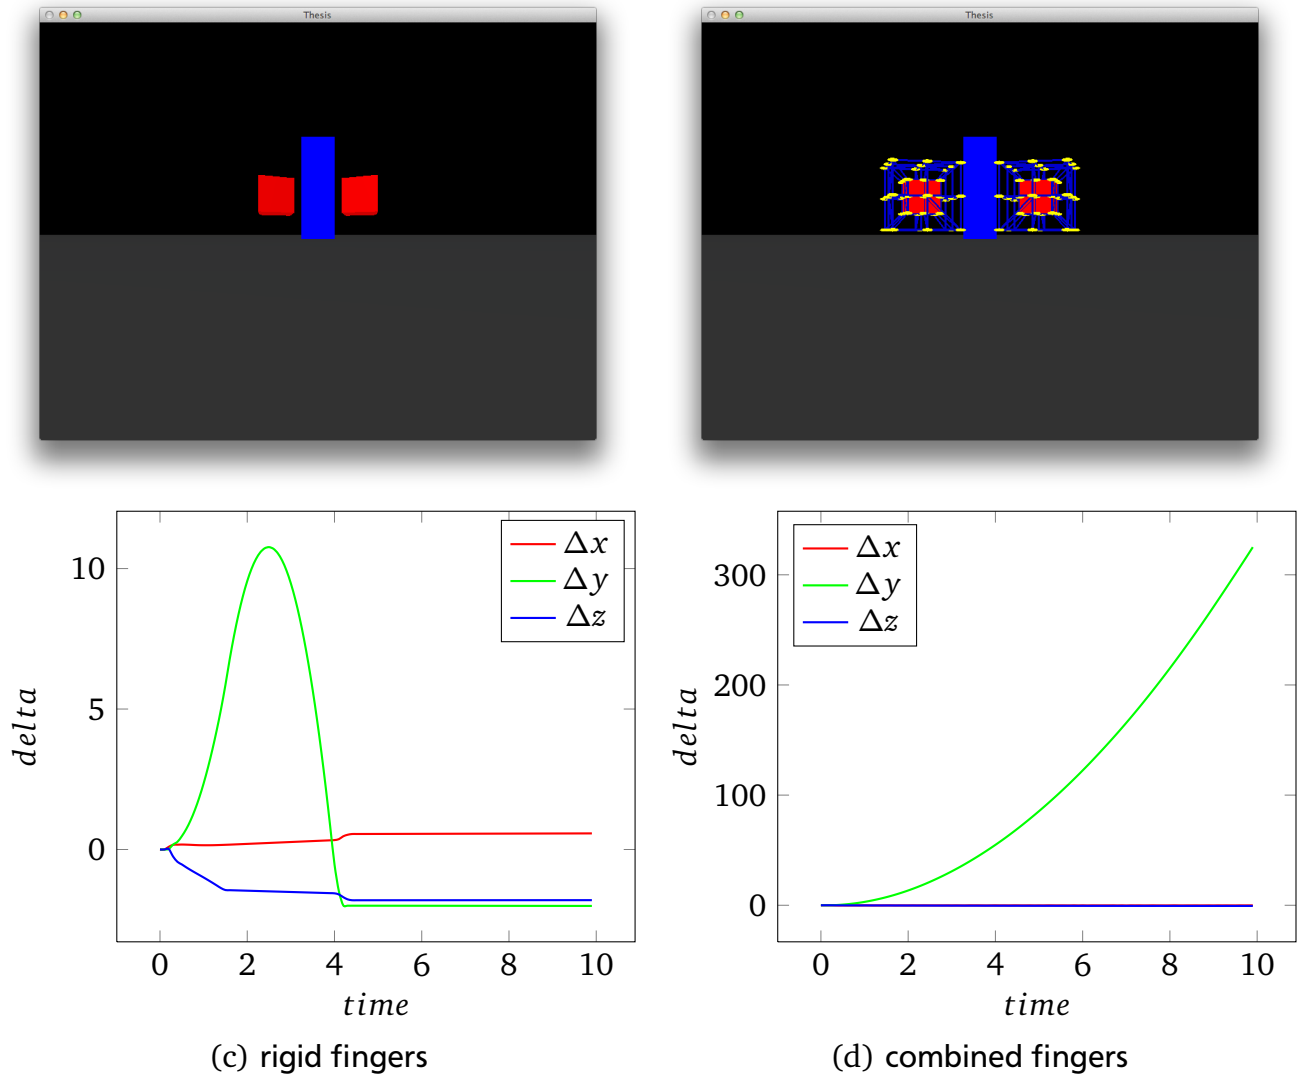 Thesis
Thesis
Δx
Δy
Δz
10
5
0
delta
0 2 4 6 8 10
time
(c) rigid fingers
Δx
Δy
Δz
300
200
100
0
delta
0 2 4 6 8 10
time
(d) combined fingers